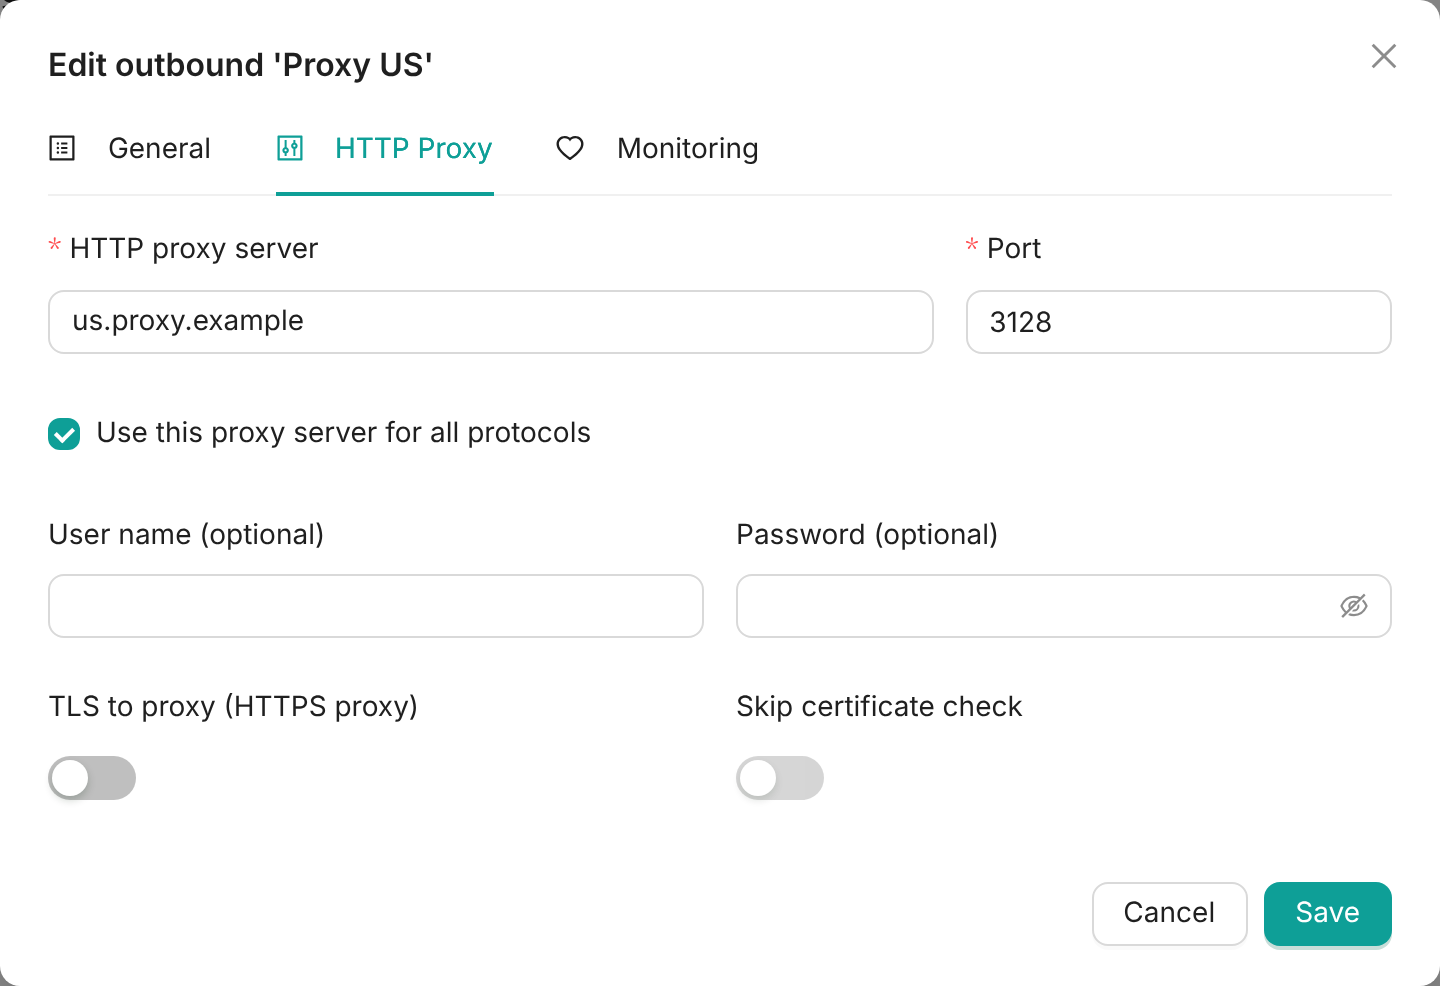 Edit outbound 'Proxy US'
General HTTP Proxy Monitoring
* HTTP proxy server * Port
us.proxy.example 3128
Use this proxy server for all protocols
User name (optional) Password (optional)
TLS to proxy (HTTPS proxy) Skip certificate check
Cancel Save